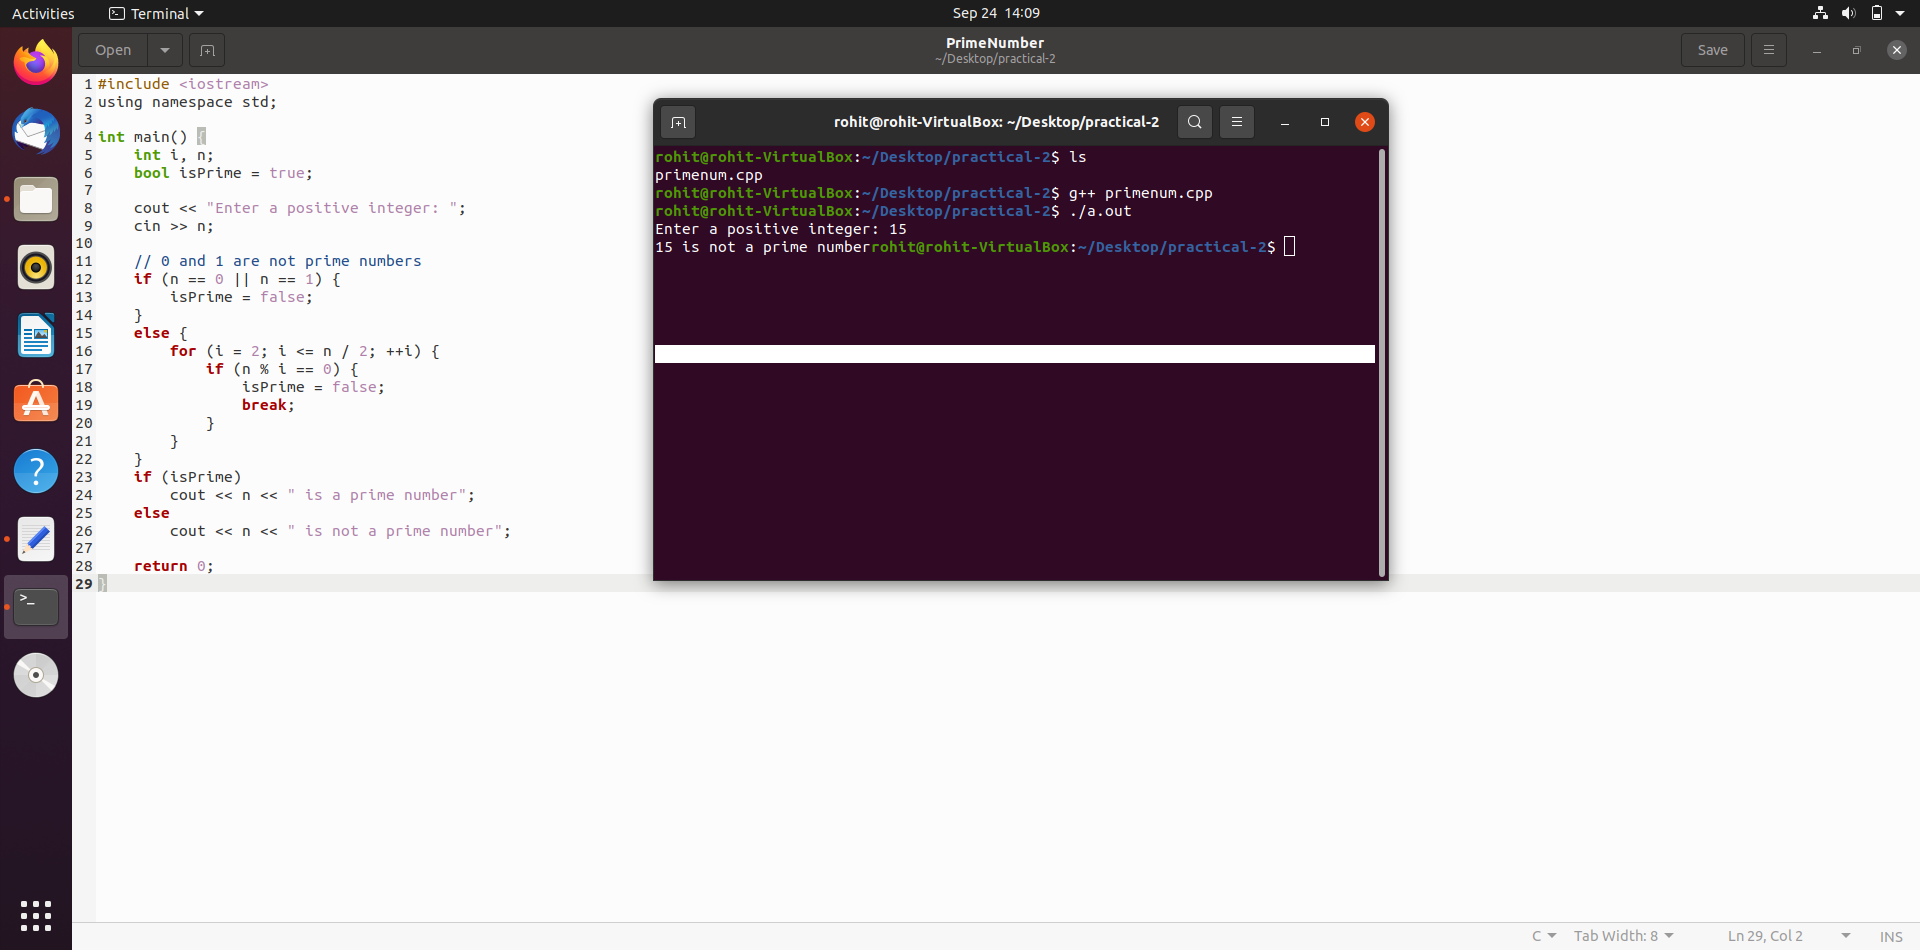 Activities
Terminal
Sep 24 14:09
Open
PrimeNumber
~/Desktop/practical-2
Save
1 #include <iostream>
2 using namespace std;
3
4 int main() {
5     int i, n;
6     bool isPrime = true;
7
8     cout << "Enter a positive integer: ";
9     cin >> n;
10
11     // 0 and 1 are not prime numbers
12     if (n == 0 || n == 1) {
13         isPrime = false;
14     }
15     else {
16         for (i = 2; i <= n / 2; ++i) {
17             if (n % i == 0) {
18                 isPrime = false;
19                 break;
20             }
21         }
22     }
23     if (isPrime)
24         cout << n << " is a prime number";
25     else
26         cout << n << " is not a prime number";
27
28     return 0;
29 }
rohit@rohit-VirtualBox: ~/Desktop/practical-2
rohit@rohit-VirtualBox:~/Desktop/practical-2$ ls
primenum.cpp
rohit@rohit-VirtualBox:~/Desktop/practical-2$ g++ primenum.cpp
rohit@rohit-VirtualBox:~/Desktop/practical-2$ ./a.out
Enter a positive integer: 15
15 is not a prime numberrohit@rohit-VirtualBox:~/Desktop/practical-2$
>_
C
Tab Width: 8
Ln 29, Col 2
INS